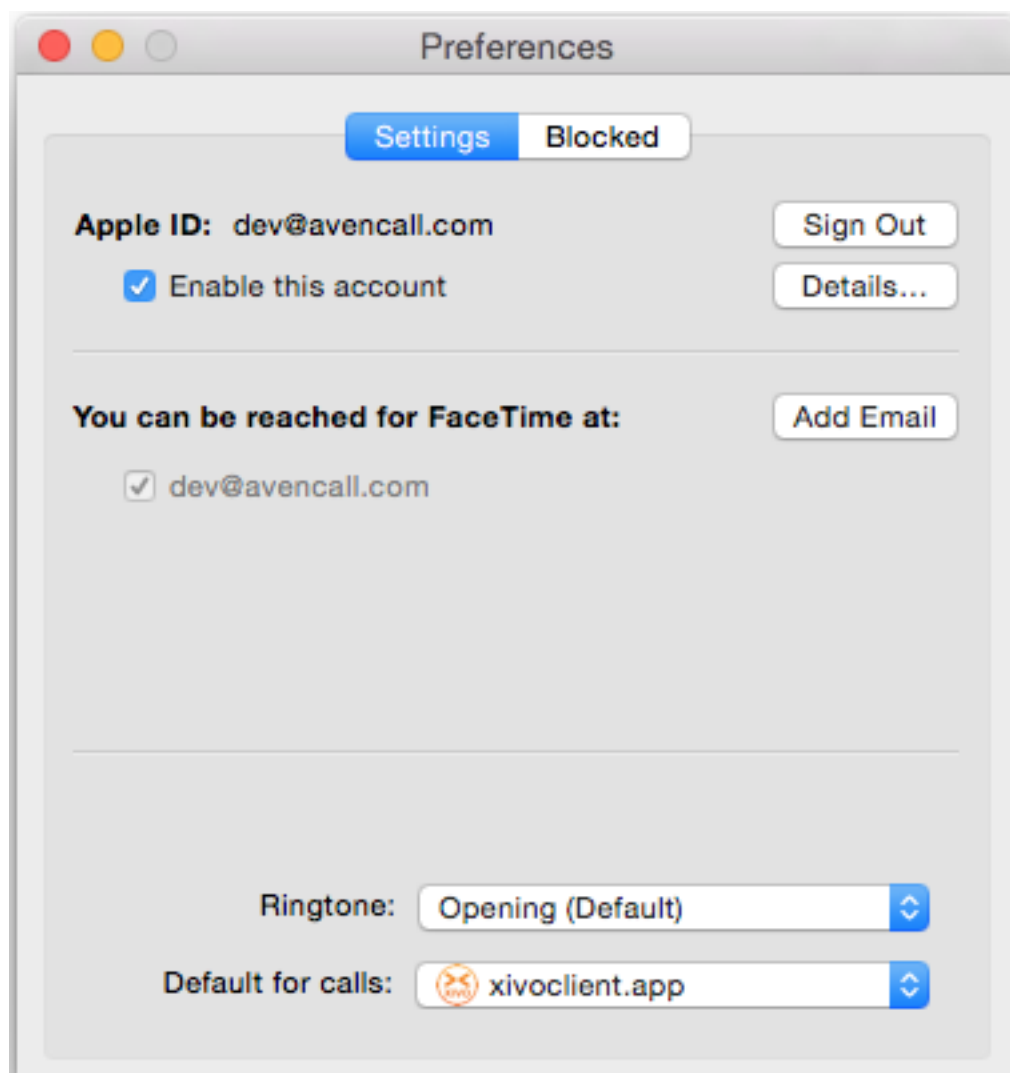 Preferences
Settings Blocked
Apple ID: dev@avencall.com Sign Out
Enable this account Details...
You can be reached for FaceTime at: Add Email
dev@avencall.com
Ringtone: Opening (Default)
Default for calls: XIVO xivoclient.app